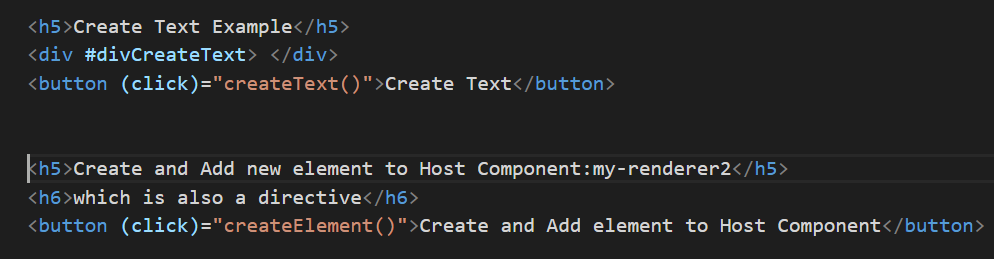 <h5>Create Text Example</h5>
<div #divCreateText> </div>
<button (click)="createText()">Create Text</button>
<h5>Create and Add new element to Host Component:my-renderer2</h5>
<h6>which is also a directive</h6>
<button (click)="createElement()">Create and Add element to Host Component</button>